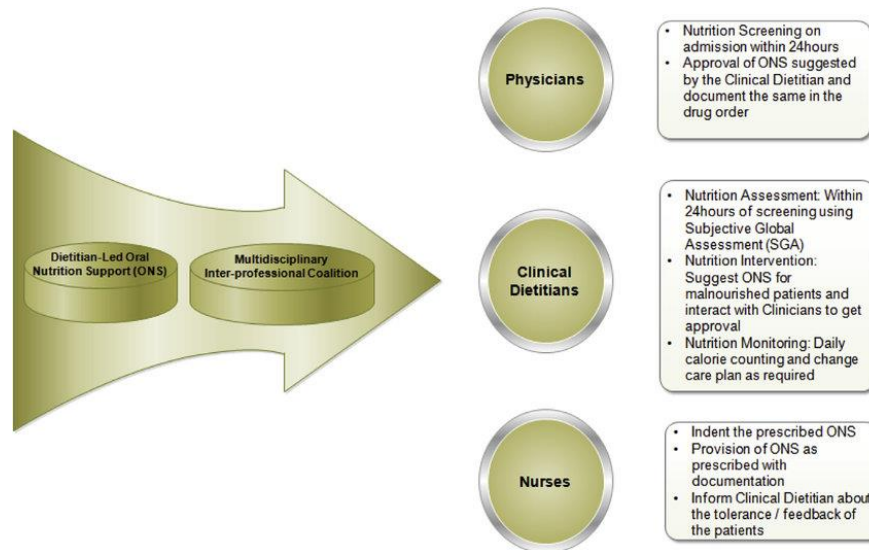 Dietitian-Led Oral
Nutrition Support (ONS)
Multidisciplinary
Inter-professional Coalition
Physicians
• Nutrition Screening on
admission within 24hours
• Approval of ONS suggested
by the Clinical Dietitian and
document the same in the
drug order
Clinical
Dietitians
• Nutrition Assessment: Within
24hours of screening using
Subjective Global
Assessment (SGA)
• Nutrition Intervention:
Suggest ONS for
malnourished patients and
interact with Clinicians to get
approval
• Nutrition Monitoring: Daily
calorie counting and change
care plan as required
Nurses
• Indent the prescribed ONS
• Provision of ONS as
prescribed with
documentation
• Inform Clinical Dietitian about
the tolerance / feedback of
the patients